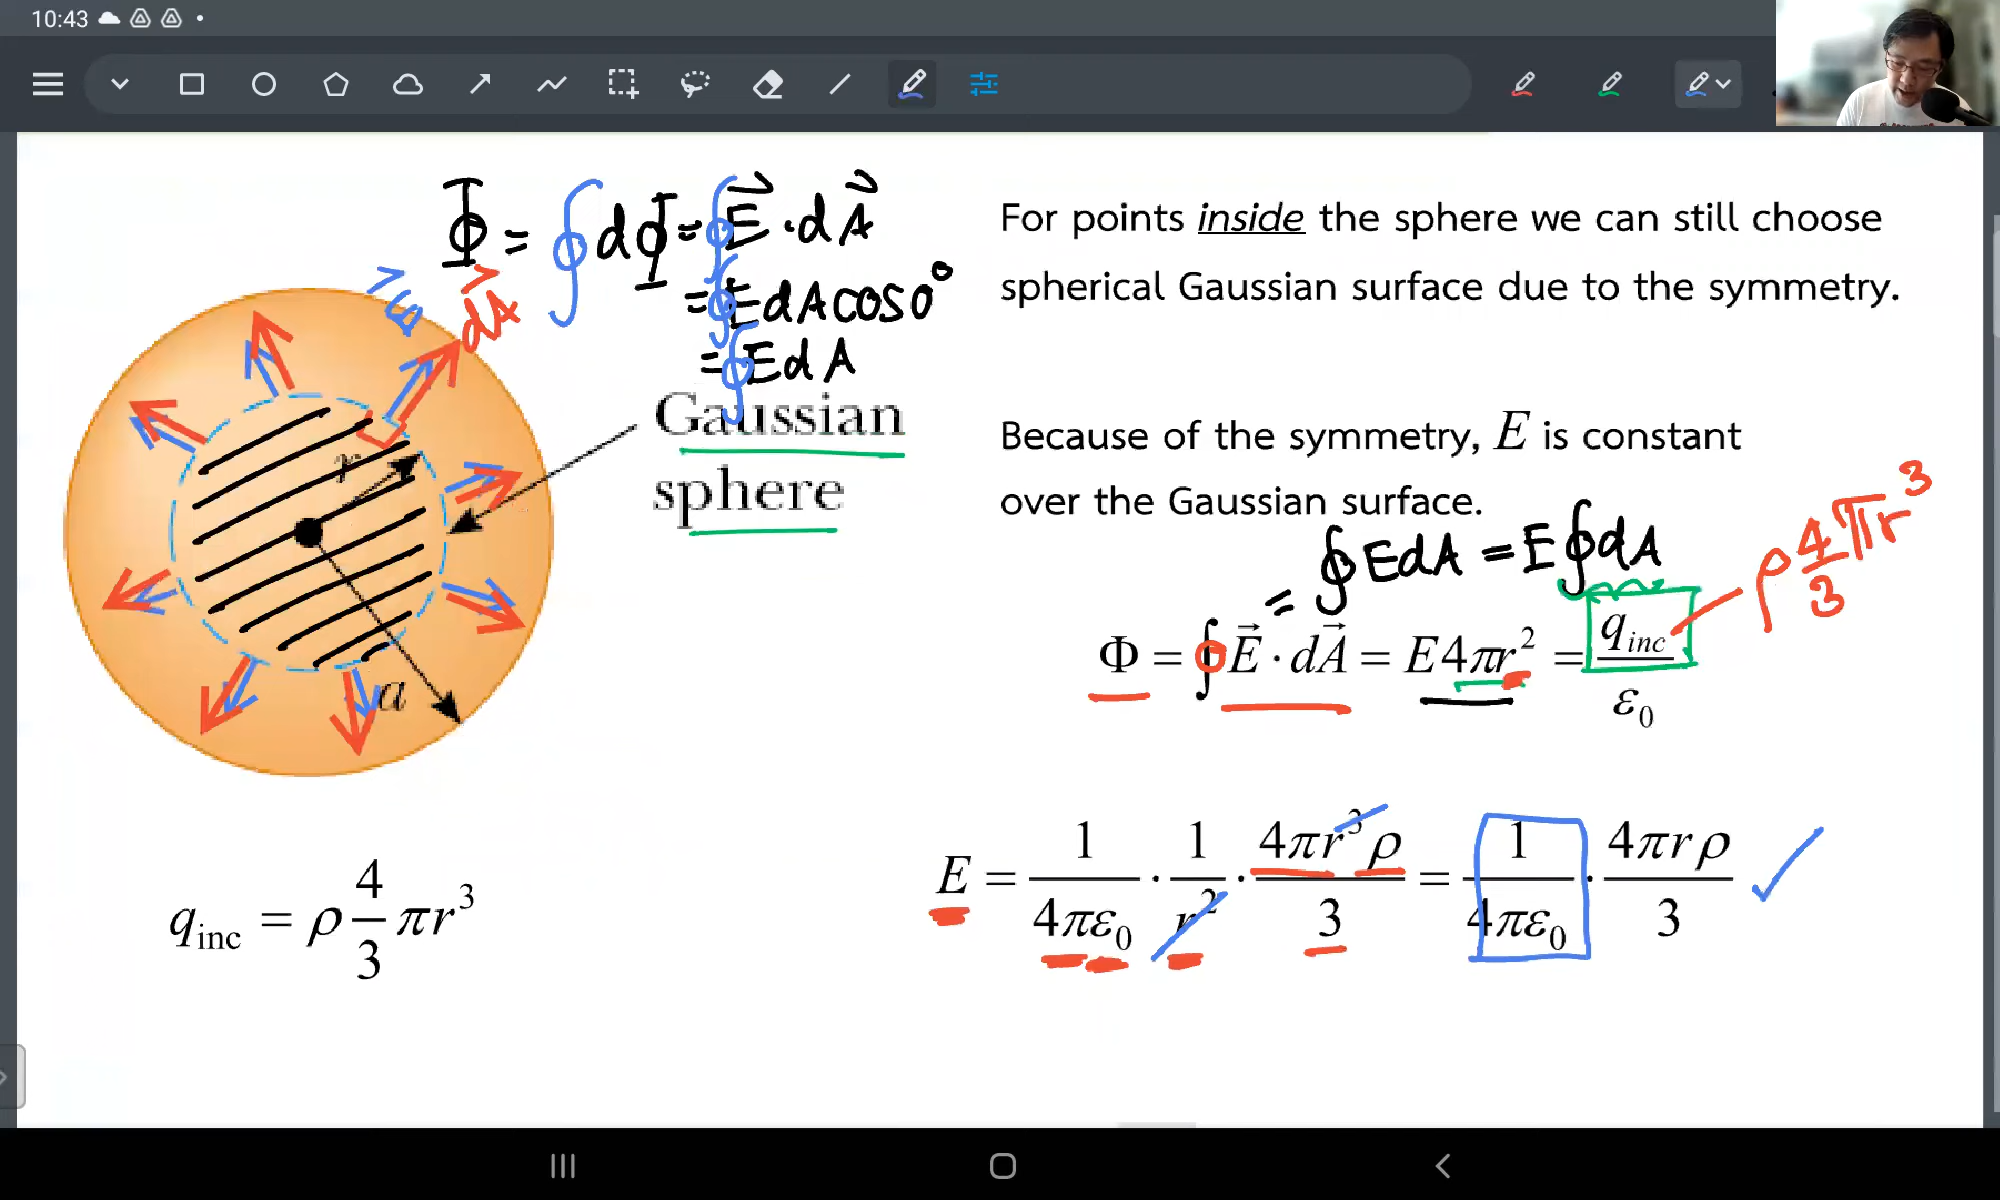 10:43
Φ = ∮dΦ = ∮E⃗ · dA⃗
= ∮EdA cos 0°
= ∮EdA
dA⃗
Gaussian
sphere
r
a
q_inc = ρ 4/3 πr³
For points inside the sphere we can still choose
spherical Gaussian surface due to the symmetry.
Because of the symmetry, E is constant
over the Gaussian surface.
= ∮EdA = E∮dA
ρ 4/3 πr³
Φ = ∮E⃗ · dA⃗ = E4πr² = q_inc/ε₀
E = 1/4πε₀ · 1/r² · 4πr³ρ/3 = 1/4πε₀ · 4πrρ/3